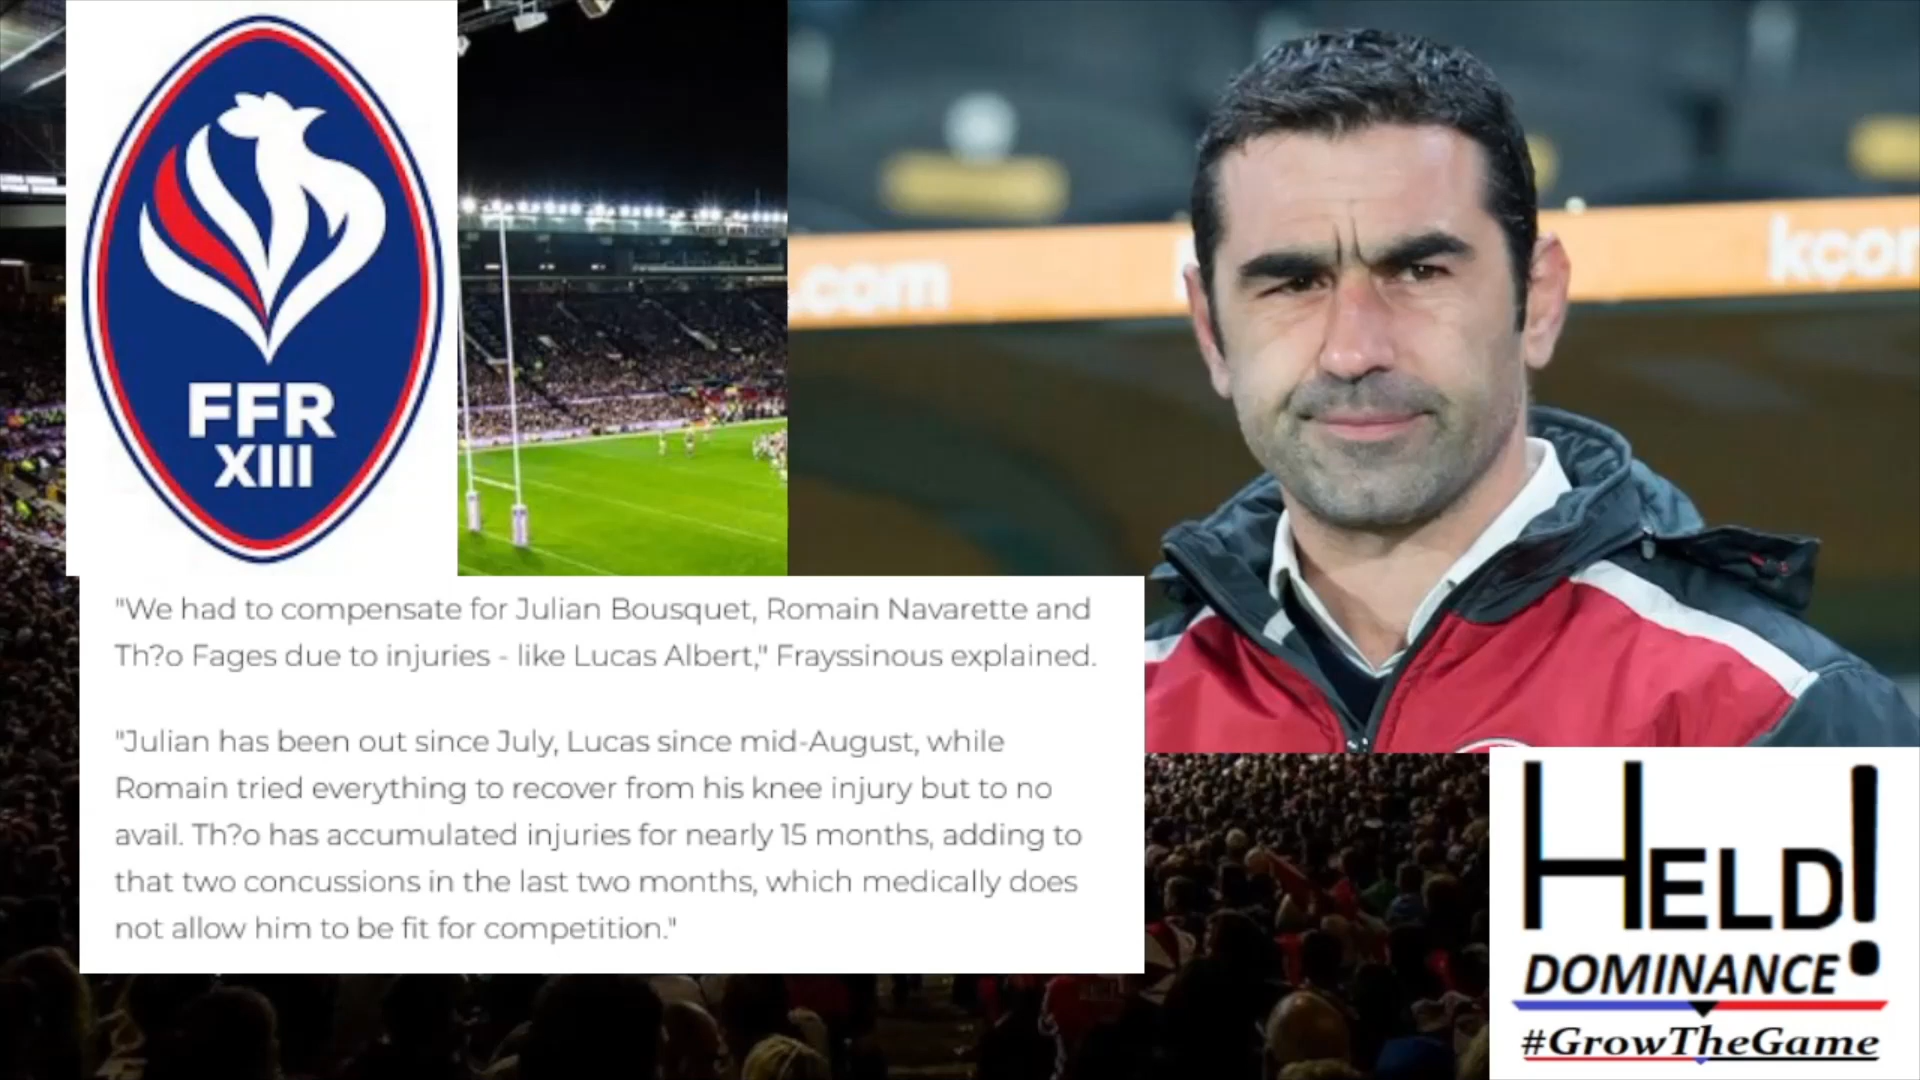 FFR
XIII
.com
kcom
"We had to compensate for Julian Bousquet, Romain Navarette and
Th?o Fages due to injuries - like Lucas Albert," Frayssinous explained.
"Julian has been out since July, Lucas since mid-August, while
Romain tried everything to recover from his knee injury but to no
avail. Th?o has accumulated injuries for nearly 15 months, adding to
that two concussions in the last two months, which medically does
not allow him to be fit for competition."
HELD!
DOMINANCE!
#GrowTheGame